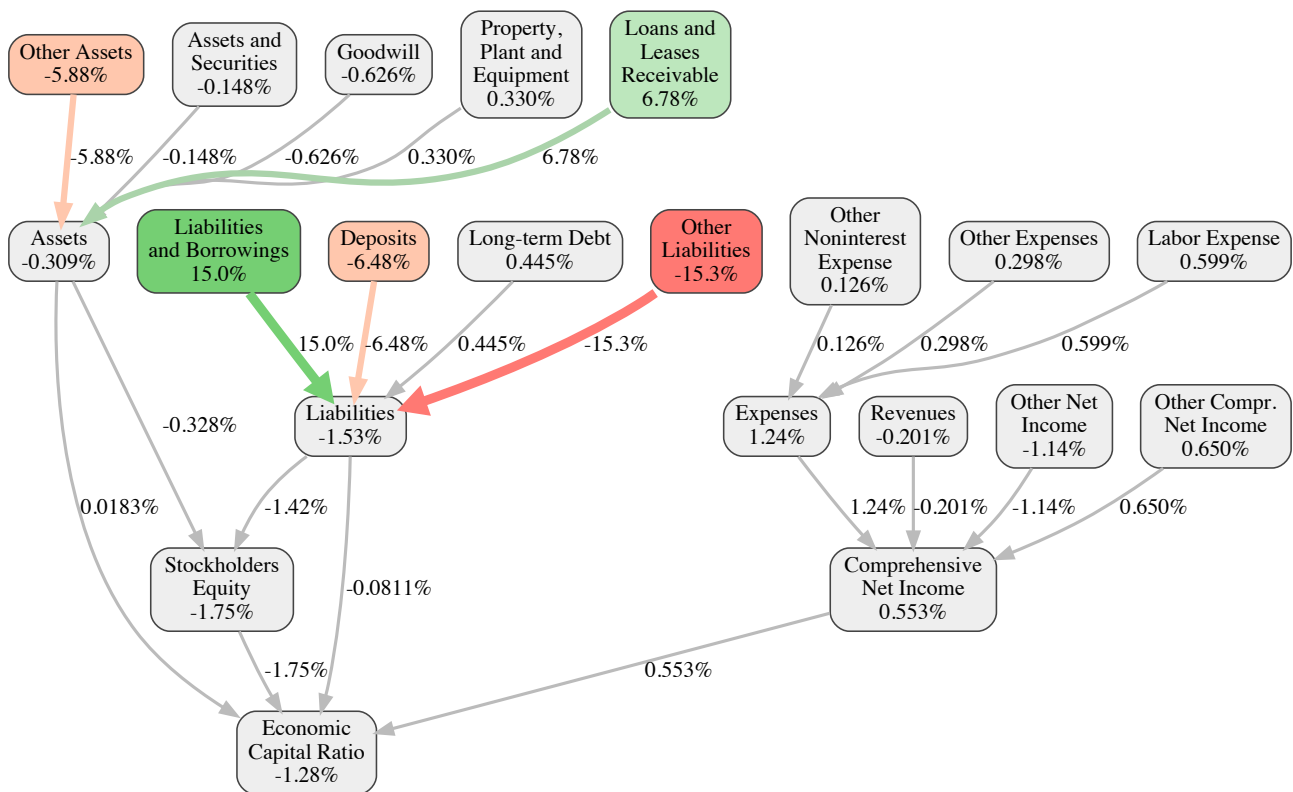 Other Assets
-5.88%
Assets and
Securities
-0.148%
Goodwill
-0.626%
Property,
Plant and
Equipment
0.330%
Loans and
Leases
Receivable
6.78%
-5.88%
-0.148%
-0.626%
0.330%
6.78%
Assets
-0.309%
Liabilities
and Borrowings
15.0%
Deposits
-6.48%
Long-term Debt
0.445%
Other
Liabilities
-15.3%
Other
Noninterest
Expense
0.126%
Other Expenses
0.298%
Labor Expense
0.599%
15.0%
-6.48%
0.445%
-15.3%
0.126%
0.298%
0.599%
-0.328%
Liabilities
-1.53%
Expenses
1.24%
Revenues
-0.201%
Other Net
Income
-1.14%
Other Compr.
Net Income
0.650%
0.0183%
-1.42%
1.24%
-0.201%
-1.14%
0.650%
Stockholders
Equity
-1.75%
-0.0811%
Comprehensive
Net Income
0.553%
-1.75%
0.553%
Economic
Capital Ratio
-1.28%